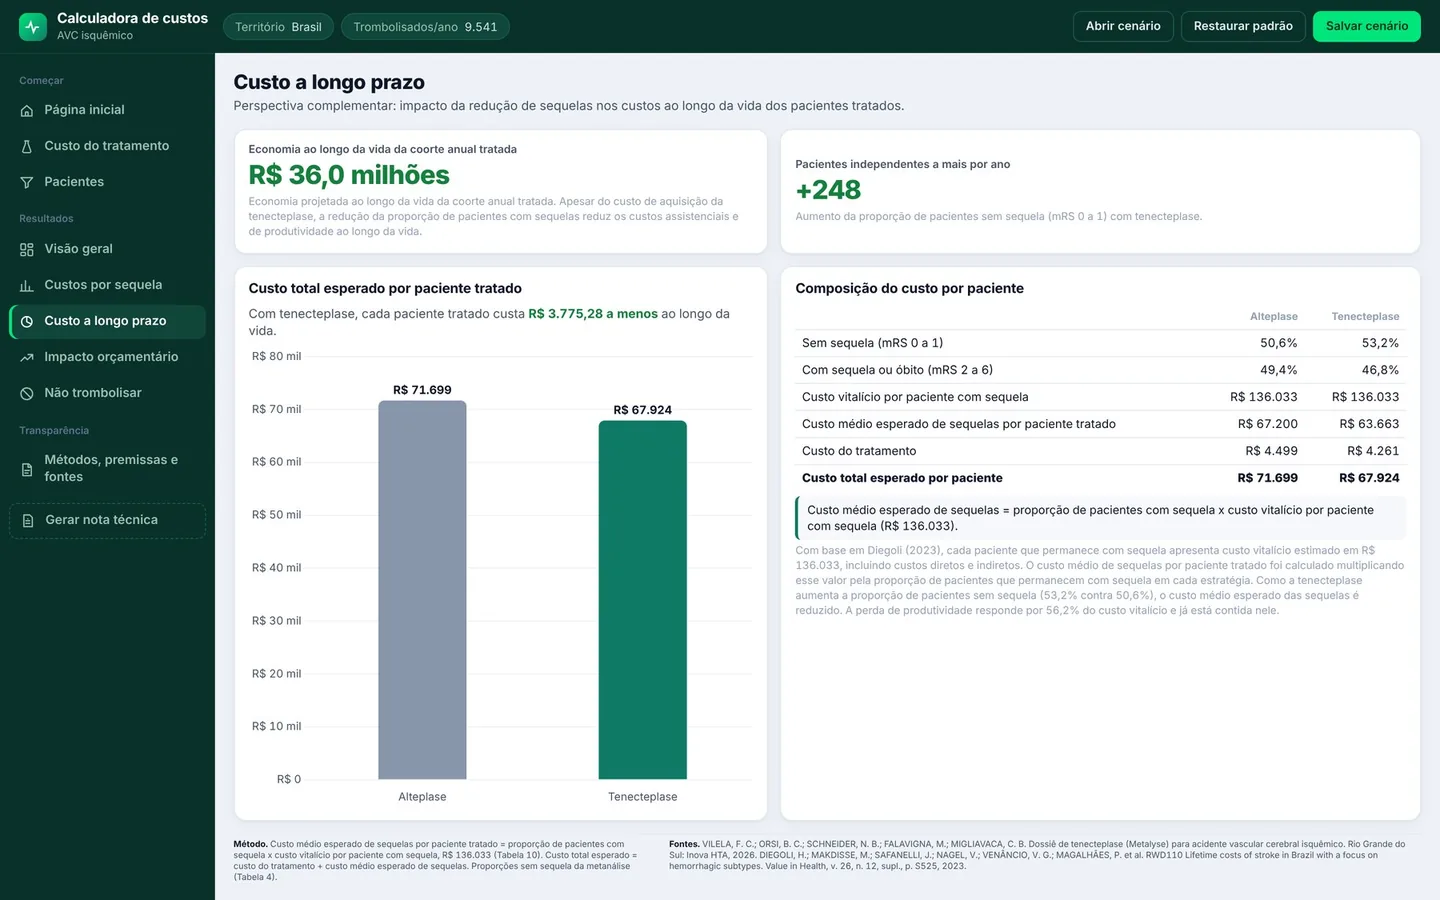 Calculadora de custos
AVC isquêmico
Território Brasil
Trombolisados/ano 9.541
Abrir cenário
Restaurar padrão
Salvar cenário
Começar
Página inicial
Custo do tratamento
Pacientes
Resultados
Visão geral
Custos por sequela
Custo a longo prazo
Impacto orçamentário
Não trombolisar
Transparência
Métodos, premissas e
fontes
Gerar nota técnica
Custo a longo prazo
Perspectiva complementar: impacto da redução de sequelas nos custos ao longo da vida dos pacientes tratados.
Economia ao longo da vida da coorte anual tratada
R$ 36,0 milhões
Economia projetada ao longo da vida da coorte anual tratada. Apesar do custo de aquisição da
tenecteplase, a redução da proporção de pacientes com sequelas reduz os custos assistenciais e
de produtividade ao longo da vida.
Pacientes independentes a mais por ano
+248
Aumento da proporção de pacientes sem sequela (mRS 0 a 1) com tenecteplase.
Custo total esperado por paciente tratado
Com tenecteplase, cada paciente tratado custa R$ 3.775,28 a menos ao longo da
vida.
R$ 80 mil
R$ 70 mil
R$ 60 mil
R$ 50 mil
R$ 40 mil
R$ 30 mil
R$ 20 mil
R$ 10 mil
R$ 0
R$ 71.699
R$ 67.924
Alteplase
Tenecteplase
Composição do custo por paciente
Alteplase Tenecteplase
Sem sequela (mRS 0 a 1) 50,6% 53,2%
Com sequela ou óbito (mRS 2 a 6) 49,4% 46,8%
Custo vitalício por paciente com sequela R$ 136.033 R$ 136.033
Custo médio esperado de sequelas por paciente tratado R$ 67.200 R$ 63.663
Custo do tratamento R$ 4.499 R$ 4.261
Custo total esperado por paciente R$ 71.699 R$ 67.924
Custo médio esperado de sequelas = proporção de pacientes com sequela x custo vitalício por paciente
com sequela (R$ 136.033).
Com base em Diegoli (2023), cada paciente que permanece com sequela apresenta custo vitalício estimado em R$
136.033, incluindo custos diretos e indiretos. O custo médio de sequelas por paciente tratado foi calculado multiplicando
esse valor pela proporção de pacientes que permanecem com sequela em cada estratégia. Como a tenecteplase
aumenta a proporção de pacientes sem sequela (53,2% contra 50,6%), o custo médio esperado das sequelas é
reduzido. A perda de produtividade responde por 56,2% do custo vitalício e já está contida nele.
Método. Custo médio esperado de sequelas por paciente tratado = proporção de pacientes com
sequela x custo vitalício por paciente com sequela, R$ 136.033 (Tabela 10). Custo total esperado =
custo do tratamento + custo médio esperado de sequelas. Proporções sem sequela da metanálise
(Tabela 4).
Fontes. VILELA, F. C.; ORSI, B. C.; SCHNEIDER, N. B.; FALAVIGNA, M.; MIGLIAVACA, C. B. Dossiê de tenecteplase (Metalyse) para acidente vascular cerebral isquêmico. Rio Grande do
Sul: Inova HTA, 2026. DIEGOLI, H.; MAKDISSE, M.; SAFANELLI, J.; NAGEL, V.; VENÂNCIO, V. G.; MAGALHÃES, P. et al. RWD110 Lifetime costs of stroke in Brazil with a focus on
hemorrhagic subtypes. Value in Health, v. 26, n. 12, supl., p. S525, 2023.